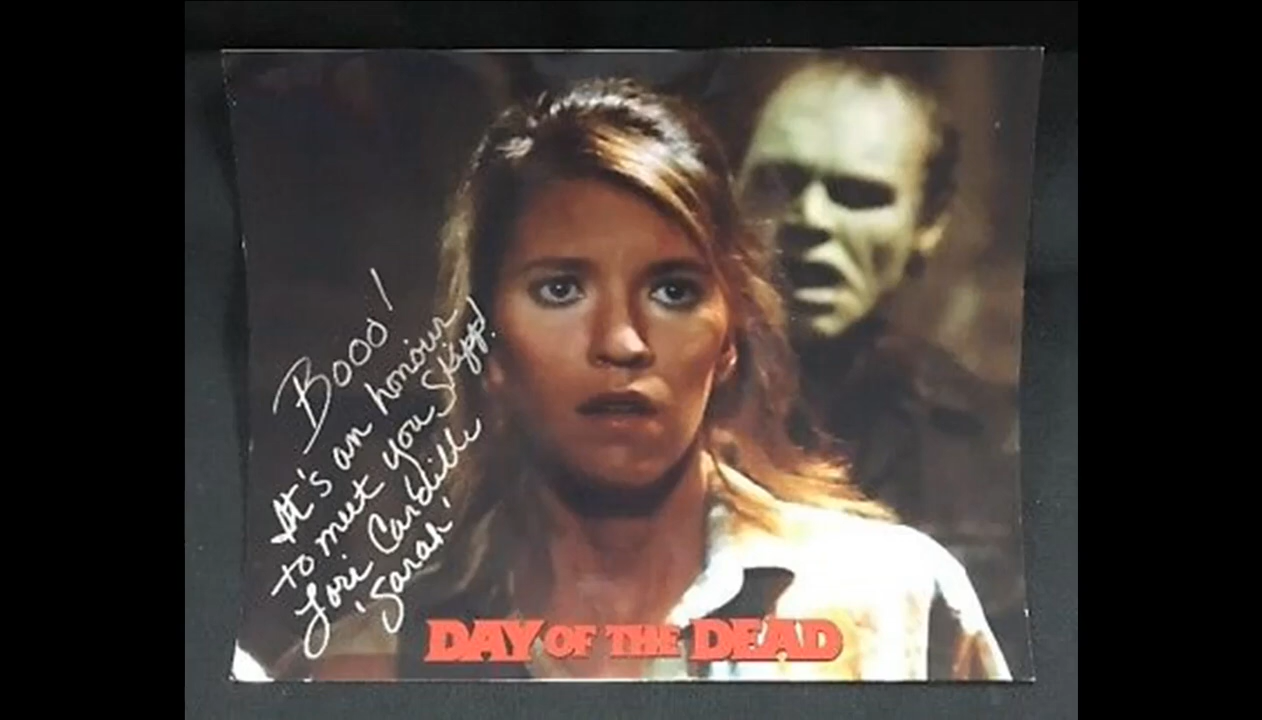 Booo!
It's an honour
to meet you Skipp!
Lori Cardille
'Sarah'
DAY OF THE DEAD